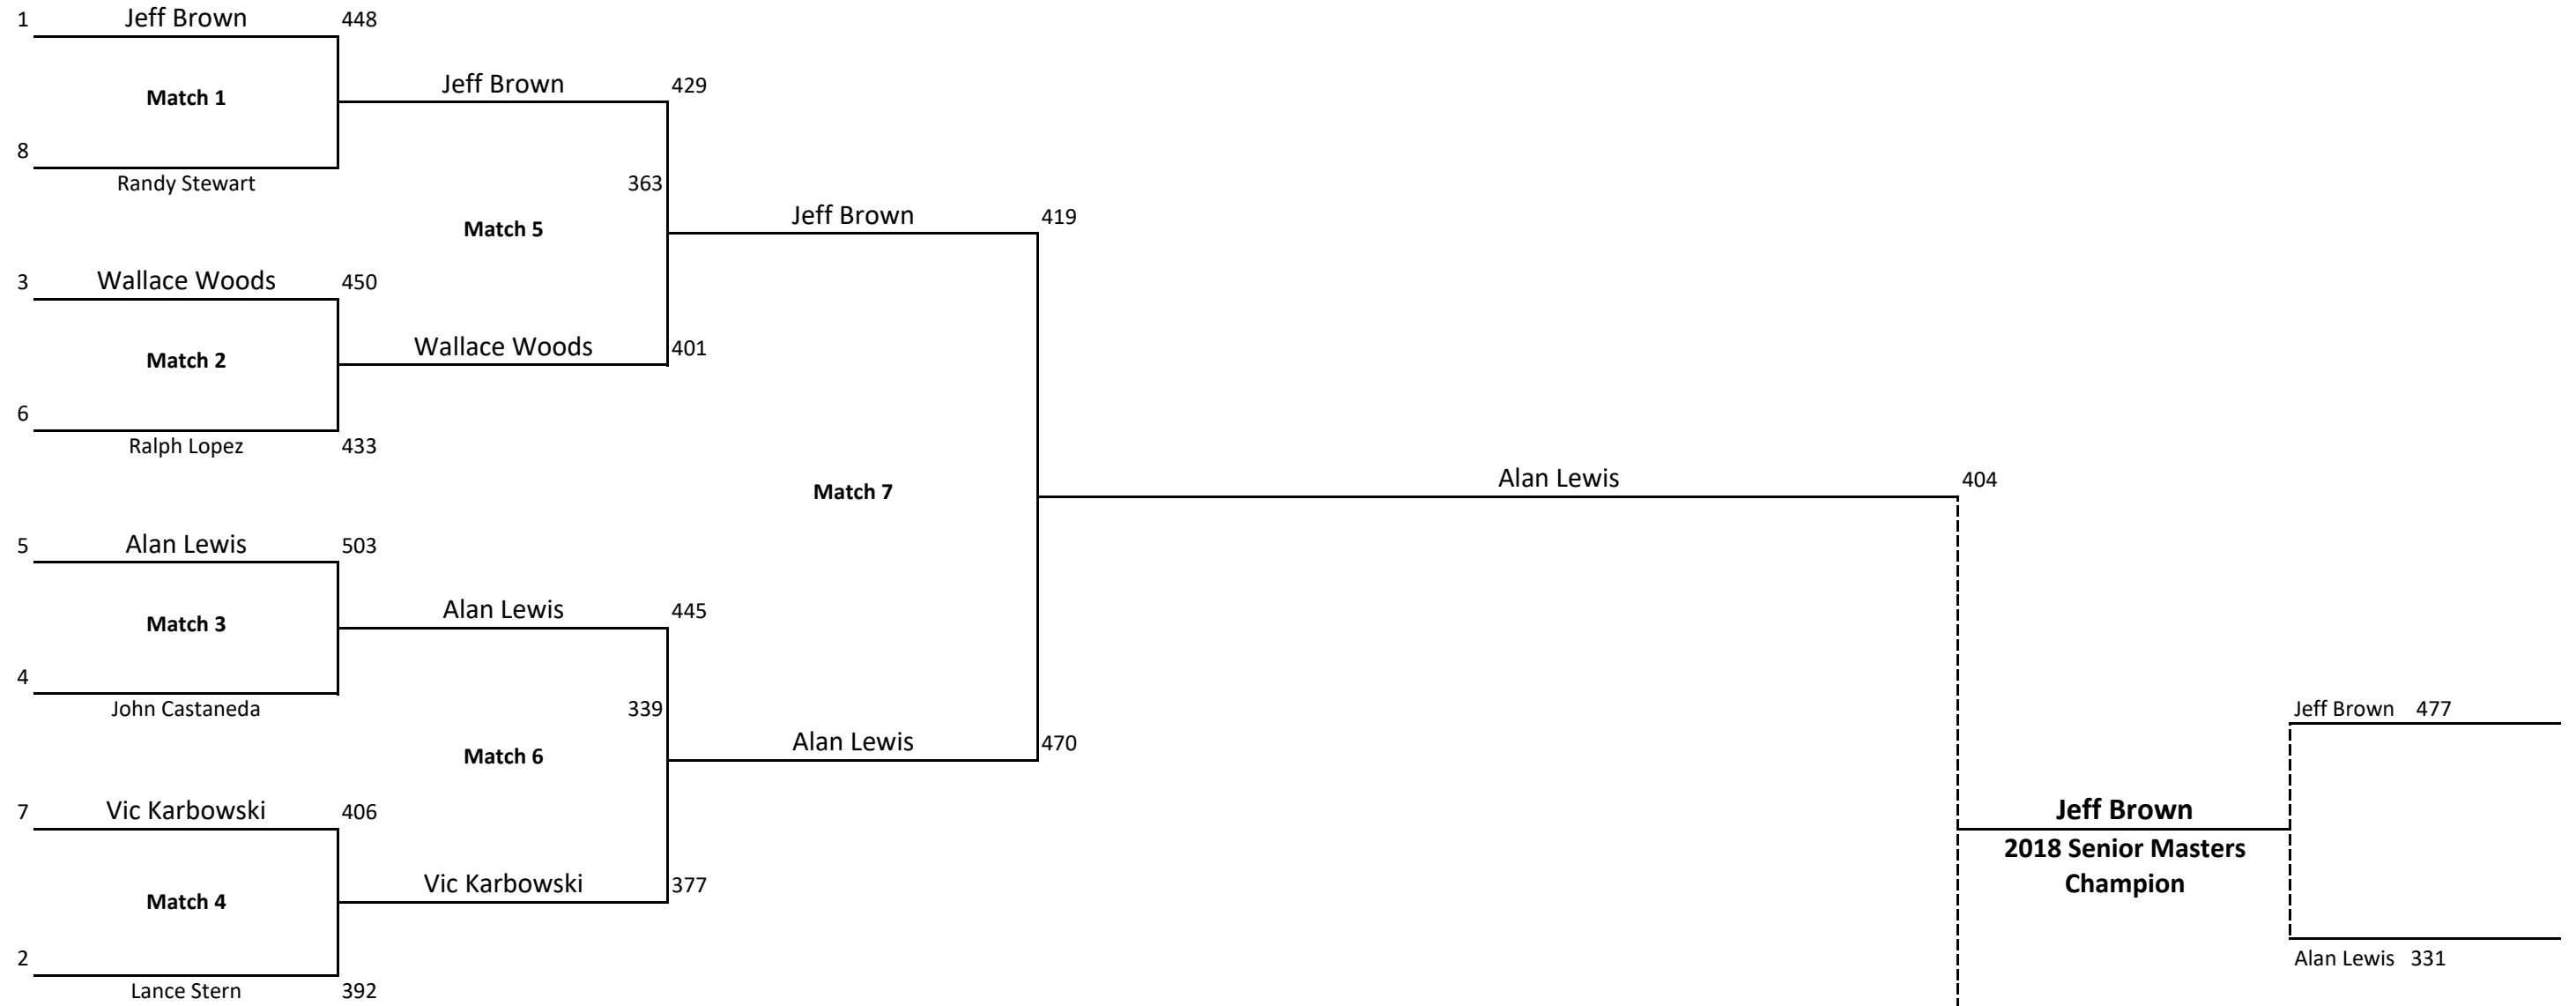 1 Jeff Brown 448
Match 1
8
Randy Stewart 363
Jeff Brown 429
Match 5
3 Wallace Woods 450
Match 2
Wallace Woods 401
6
Ralph Lopez 433
Jeff Brown 419
Match 7
5 Alan Lewis 503
Match 3
4
John Castaneda 339
Alan Lewis 445
Match 6
7 Vic Karbowski 406
Match 4
Vic Karbowski 377
2
Lance Stern 392
Alan Lewis 470
Alan Lewis 404
Jeff Brown
2018 Senior Masters
Champion
Jeff Brown 477
Alan Lewis 331